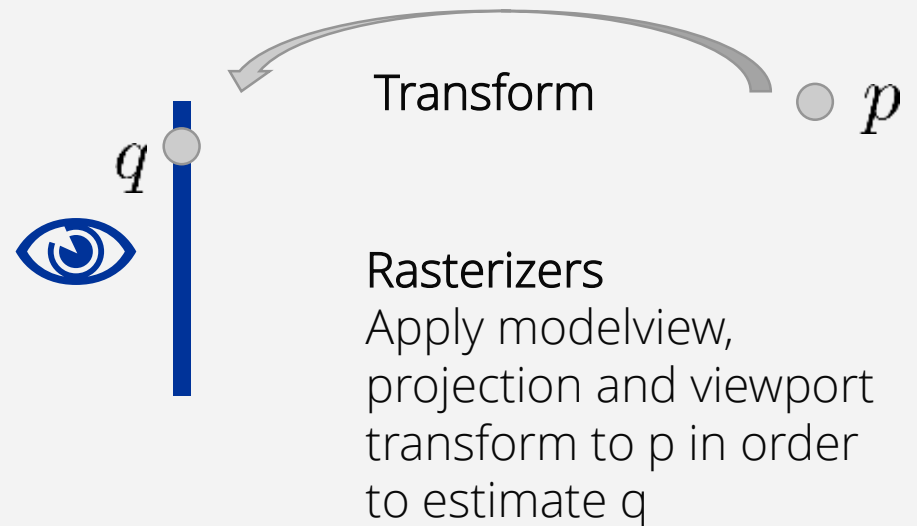 Transform
p
q
Rasterizers
Apply modelview,
projection and viewport
transform to p in order
to estimate q